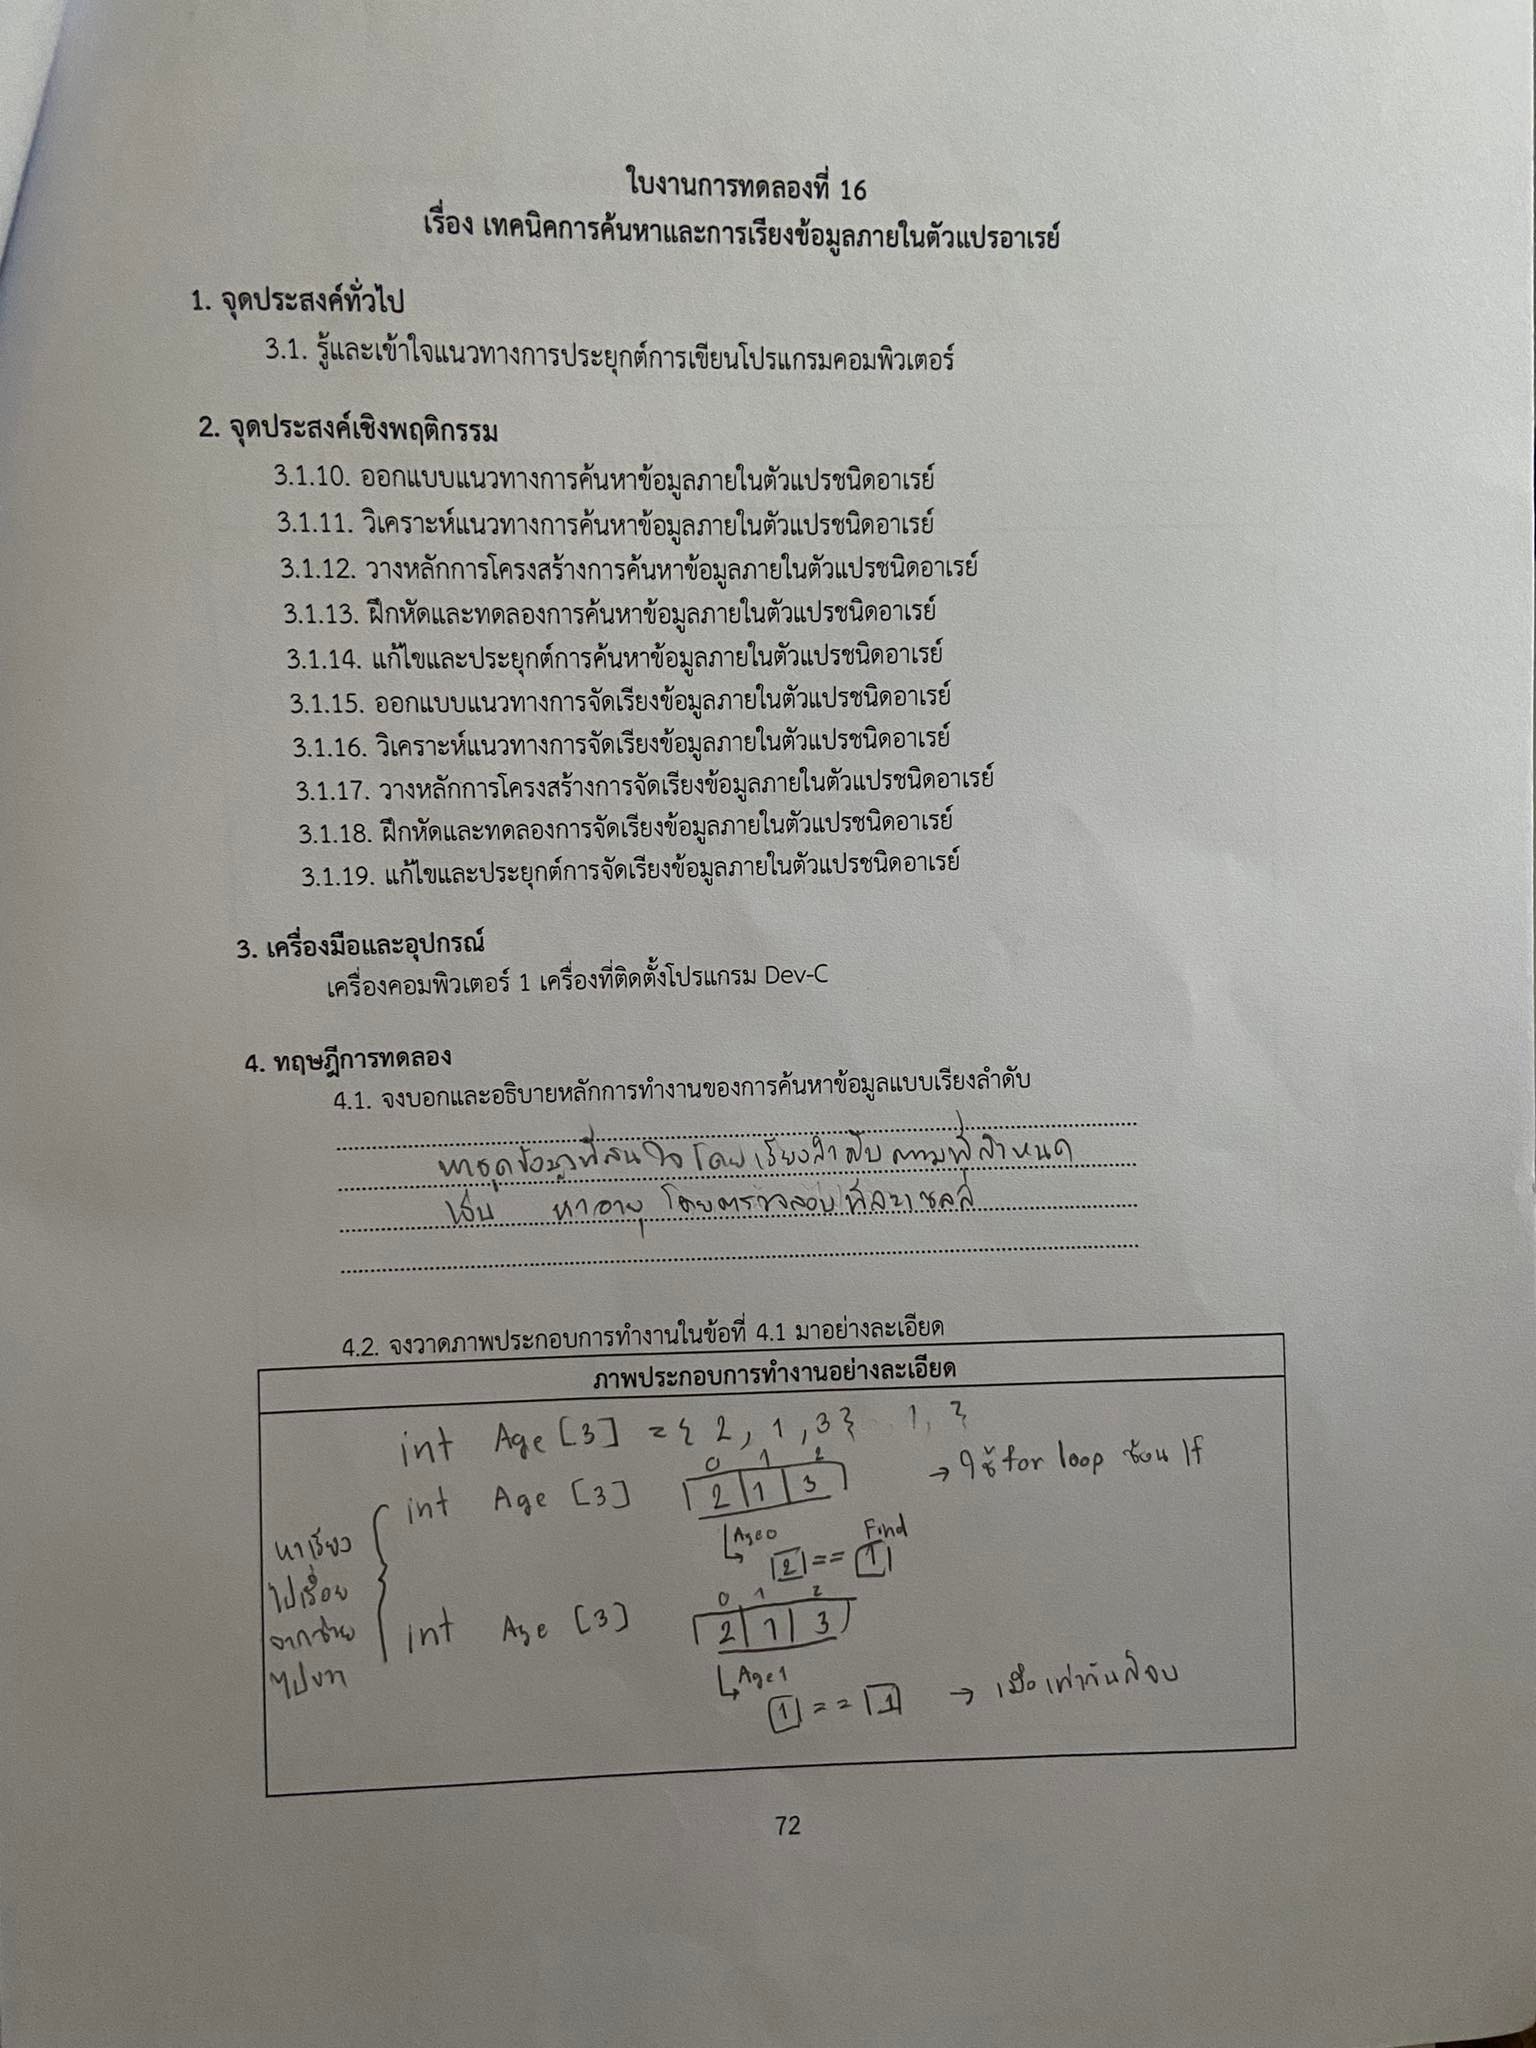 ใบงานการทดลองที่ 16
เรื่อง เทคนิคการค้นหาและการเรียงข้อมูลภายในตัวแปรอาเรย์
1. จุดประสงค์ทั่วไป
3.1. รู้และเข้าใจแนวทางการประยุกต์การเขียนโปรแกรมคอมพิวเตอร์
2. จุดประสงค์เชิงพฤติกรรม
3.1.10. ออกแบบแนวทางการค้นหาข้อมูลภายในตัวแปรชนิดอาเรย์
3.1.11. วิเคราะห์แนวทางการค้นหาข้อมูลภายในตัวแปรชนิดอาเรย์
3.1.12. วางหลักการโครงสร้างการค้นหาข้อมูลภายในตัวแปรชนิดอาเรย์
3.1.13. ฝึกหัดและทดลองการค้นหาข้อมูลภายในตัวแปรชนิดอาเรย์
3.1.14. แก้ไขและประยุกต์การค้นหาข้อมูลภายในตัวแปรชนิดอาเรย์
3.1.15. ออกแบบแนวทางการจัดเรียงข้อมูลภายในตัวแปรชนิดอาเรย์
3.1.16. วิเคราะห์แนวทางการจัดเรียงข้อมูลภายในตัวแปรชนิดอาเรย์
3.1.17. วางหลักการโครงสร้างการจัดเรียงข้อมูลภายในตัวแปรชนิดอาเรย์
3.1.18. ฝึกหัดและทดลองการจัดเรียงข้อมูลภายในตัวแปรชนิดอาเรย์
3.1.19. แก้ไขและประยุกต์การจัดเรียงข้อมูลภายในตัวแปรชนิดอาเรย์
3. เครื่องมือและอุปกรณ์
เครื่องคอมพิวเตอร์ 1 เครื่องที่ติดตั้งโปรแกรม Dev-C
4. ทฤษฎีการทดลอง
4.1. จงบอกและอธิบายหลักการทำงานของการค้นหาข้อมูลแบบเรียงลำดับ
หาชุดข้อมูลที่สนใจ โดยเรียงลำดับตามที่กำหนด
เช่น หาอายุ โดยตรวจสอบทีละเซลล์
4.2. จงวาดภาพประกอบการทำงานในข้อที่ 4.1 มาอย่างละเอียด
ภาพประกอบการทำงานอย่างละเอียด
int Age [3] = { 2, 1, 3}
0 1 2
int Age [3] 2 1 3 → ใช้ for loop ซ้อน If
Age0 Find
2 == 1
หาเรียง
ไปเรื่อย
จากซ้าย
ไปขวา
0 1 2
int Age [3] 2 1 3
Age1
1 == 1 → เมื่อเท่ากันก็จบ
72